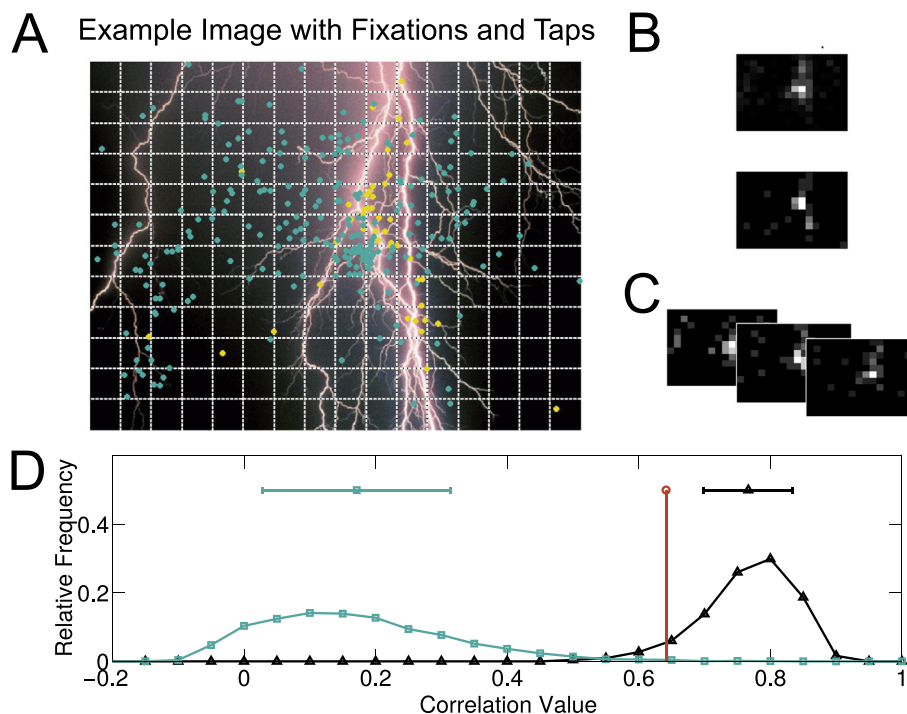 A
Example Image with Fixations and Taps
B
C
D
Relative Frequency
0.4
0.2
0
−0.2
0
0.2
0.4
0.6
0.8
1
Correlation Value